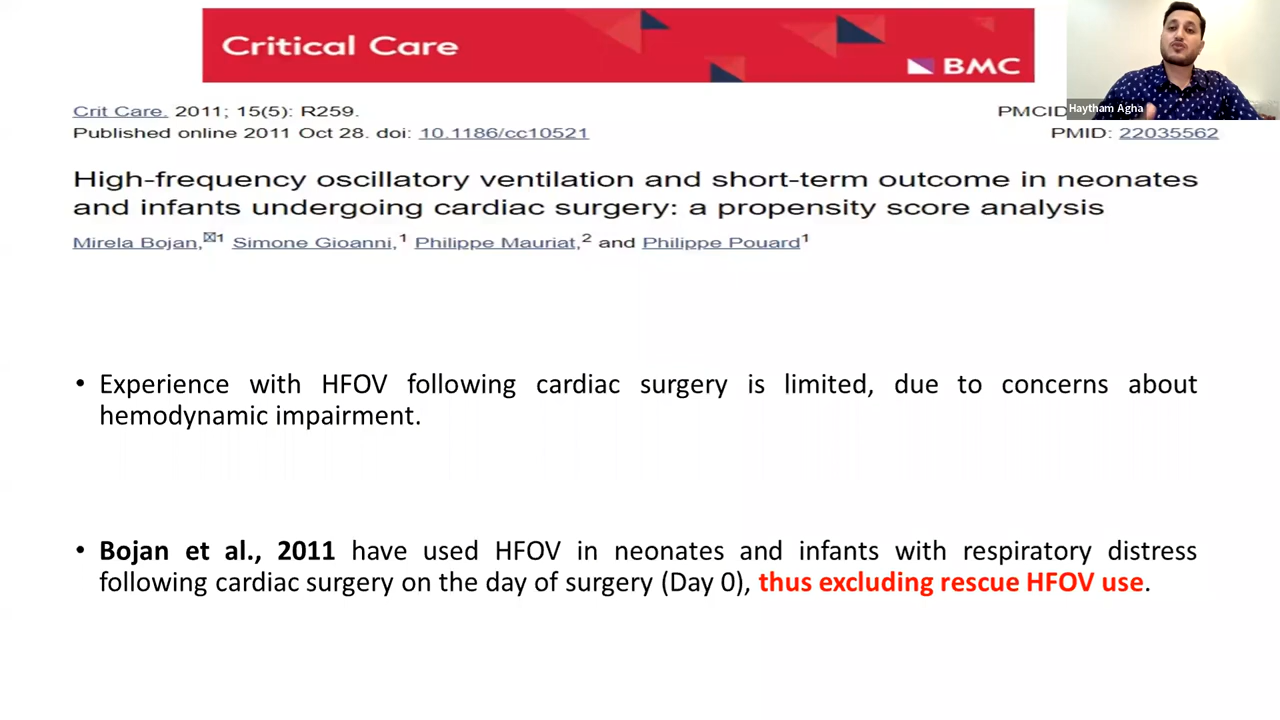 Critical Care
BMC
Haytham Agha
Crit Care. 2011; 15(5): R259.
PMCID
Published online 2011 Oct 28. doi: 10.1186/cc10521
PMID: 22035562
High-frequency oscillatory ventilation and short-term outcome in neonates
and infants undergoing cardiac surgery: a propensity score analysis
Mirela Bojan,✉1 Simone Gioanni,1 Philippe Mauriat,2 and Philippe Pouard1
• Experience with HFOV following cardiac surgery is limited, due to concerns about
hemodynamic impairment.
• Bojan et al., 2011 have used HFOV in neonates and infants with respiratory distress
following cardiac surgery on the day of surgery (Day 0), thus excluding rescue HFOV use.